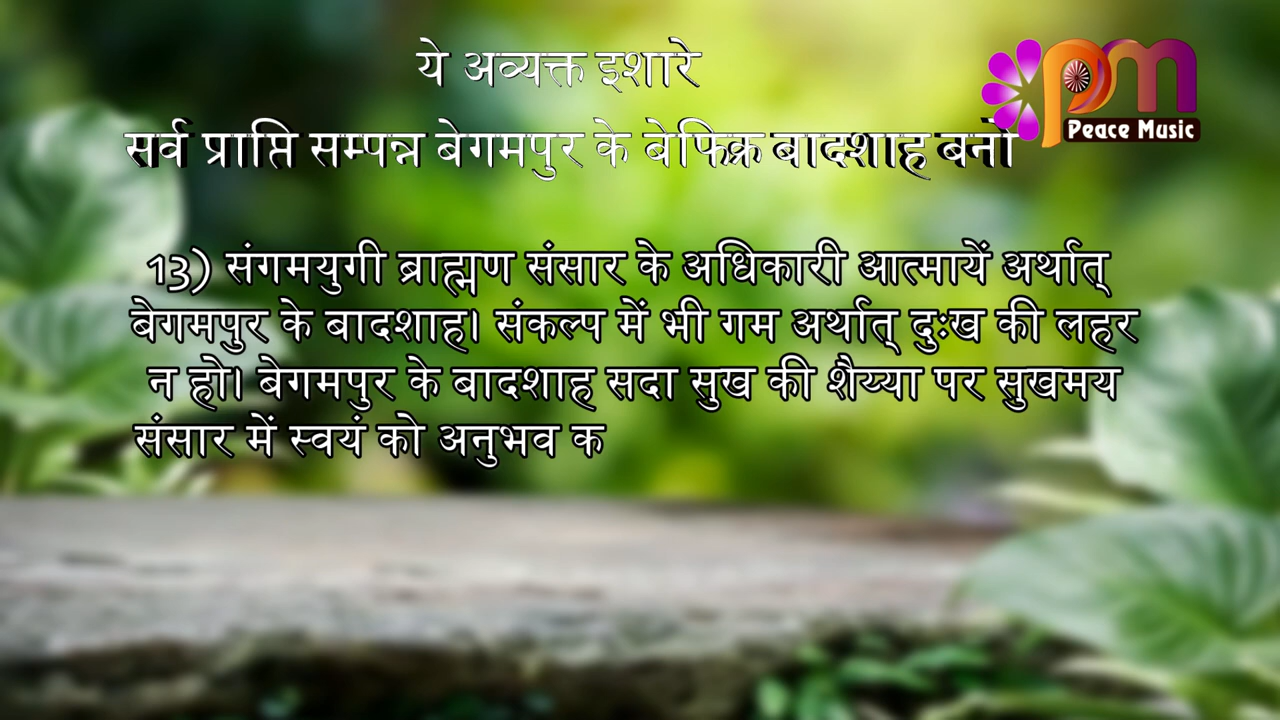 ये अव्यक्त इशारे
सर्व प्राप्ति सम्पन्न बेगमपुर के बेफिक्र बादशाह बनो
pm
Peace Music
13) संगमयुगी ब्राह्मण संसार के अधिकारी आत्मायें अर्थात्
बेगमपुर के बादशाह। संकल्प में भी गम अर्थात् दुःख की लहर
न हो। बेगमपुर के बादशाह सदा सुख की शैय्या पर सुखमय
संसार में स्वयं को अनुभव क